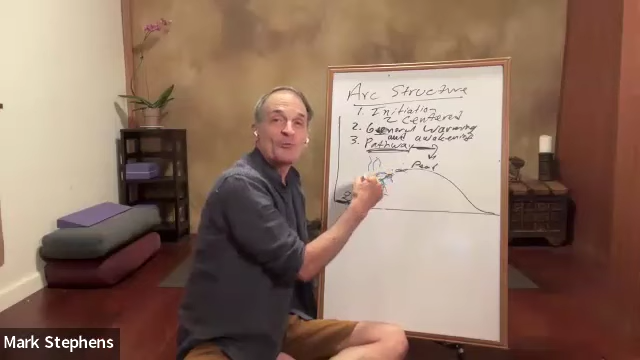 Arc Structure
1. Initiation
& Centered
2. General Warming
and awakening
3. Pathway
Peak
Mark Stephens